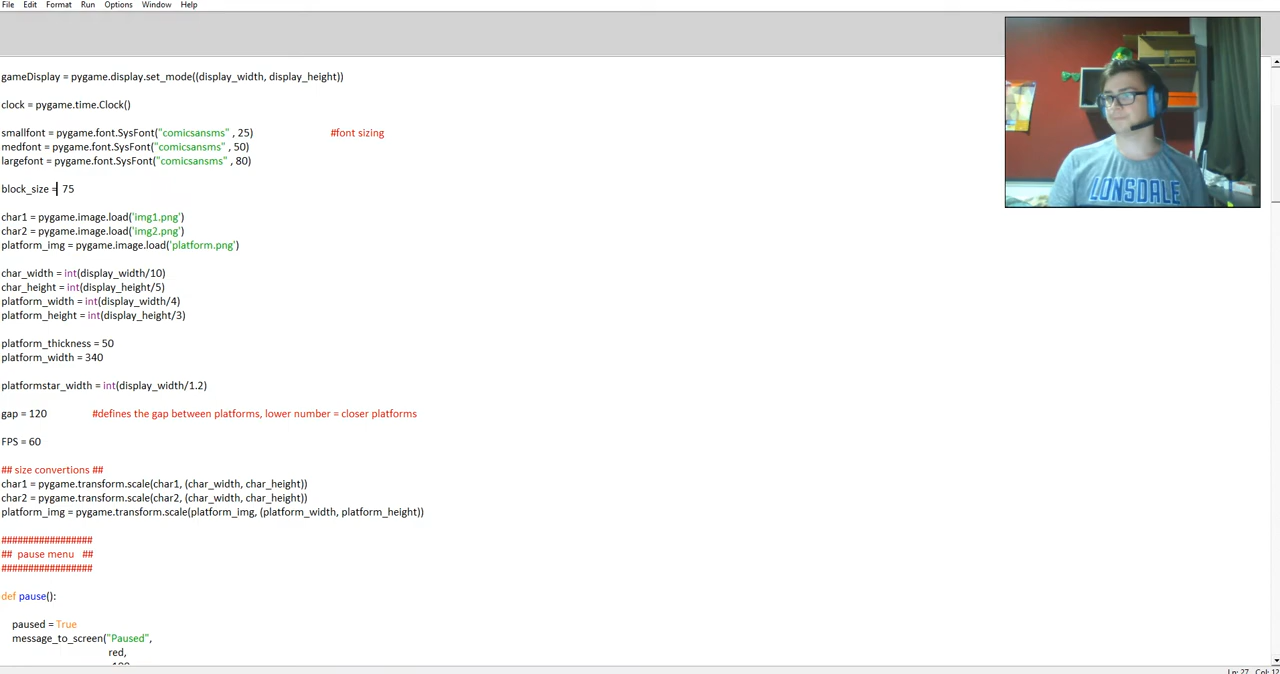 File Edit Format Run Options Window Help
gameDisplay = pygame.display.set_mode((display_width, display_height))
clock = pygame.time.Clock()
smallfont = pygame.font.SysFont("comicsansms" , 25) #font sizing
medfont = pygame.font.SysFont("comicsansms" , 50)
largefont = pygame.font.SysFont("comicsansms" , 80)
block_size = 75
char1 = pygame.image.load('img1.png')
char2 = pygame.image.load('img2.png')
platform_img = pygame.image.load('platform.png')
char_width = int(display_width/10)
char_height = int(display_height/5)
platform_width = int(display_width/4)
platform_height = int(display_height/3)
platform_thickness = 50
platform_width = 340
platformstar_width = int(display_width/1.2)
gap = 120 #defines the gap between platforms, lower number = closer platforms
FPS = 60
## size convertions ##
char1 = pygame.transform.scale(char1, (char_width, char_height))
char2 = pygame.transform.scale(char2, (char_width, char_height))
platform_img = pygame.transform.scale(platform_img, (platform_width, platform_height))
#################
## pause menu ##
#################
def pause():
paused = True
message_to_screen("Paused",
red,
LONSDALE
Ln: 27 Col: 12